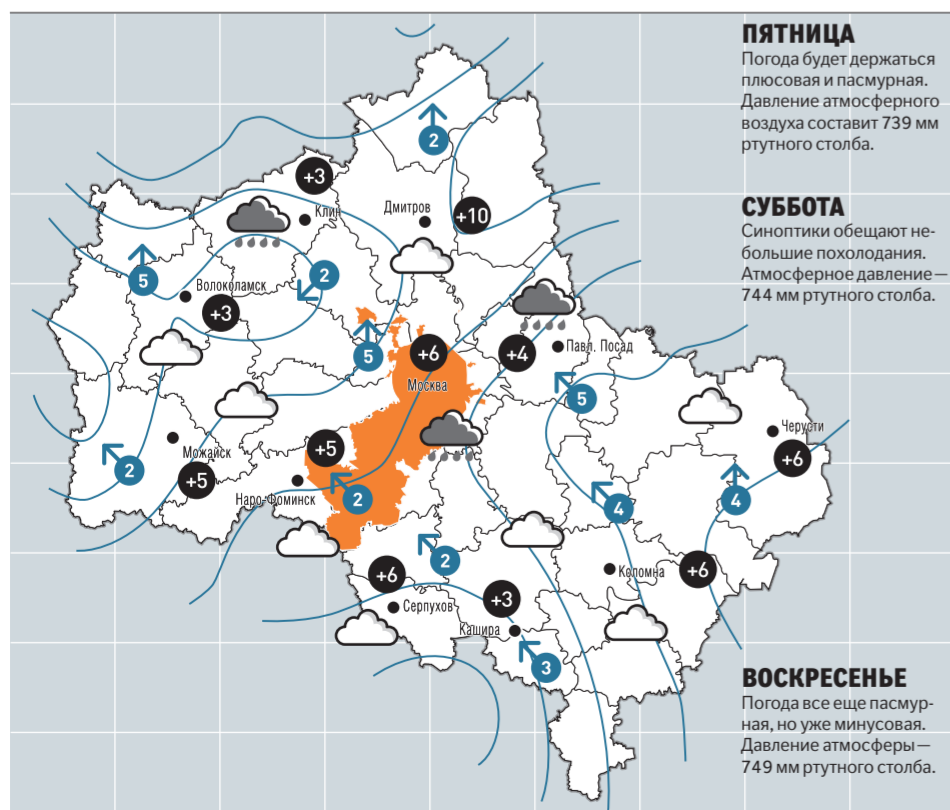 ПЯТНИЦА
Погода будет держаться
плюсовая и пасмурная.
Давление атмосферного
воздуха составит 739 мм
ртутного столба.
СУББОТА
Синоптики обещают не-
большие похолодания.
Атмосферное давление —
744 мм ртутного столба.
ВОСКРЕСЕНЬЕ
Погода все еще пасмур-
ная, но уже минусовая.
Давление атмосферы —
749 мм ртутного столба.
2
+3
Клин
Дмитров
+10
5
2
Волоколамск
+3
5
+6
Москва
+4
Павл. Посад
5
Черусти
+6
2
Можайск
+5
+5
Наро-Фоминск
2
4
4
2
+6
Серпухов
+3
Кашира
3
Коломна
+6